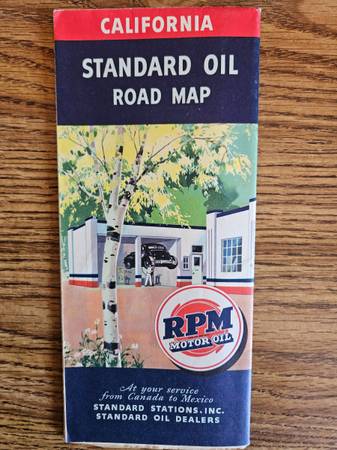 CALIFORNIA
STANDARD OIL
ROAD MAP
RPM
MOTOR OIL
At your service
from Canada to Mexico
STANDARD STATIONS, INC.
STANDARD OIL DEALERS